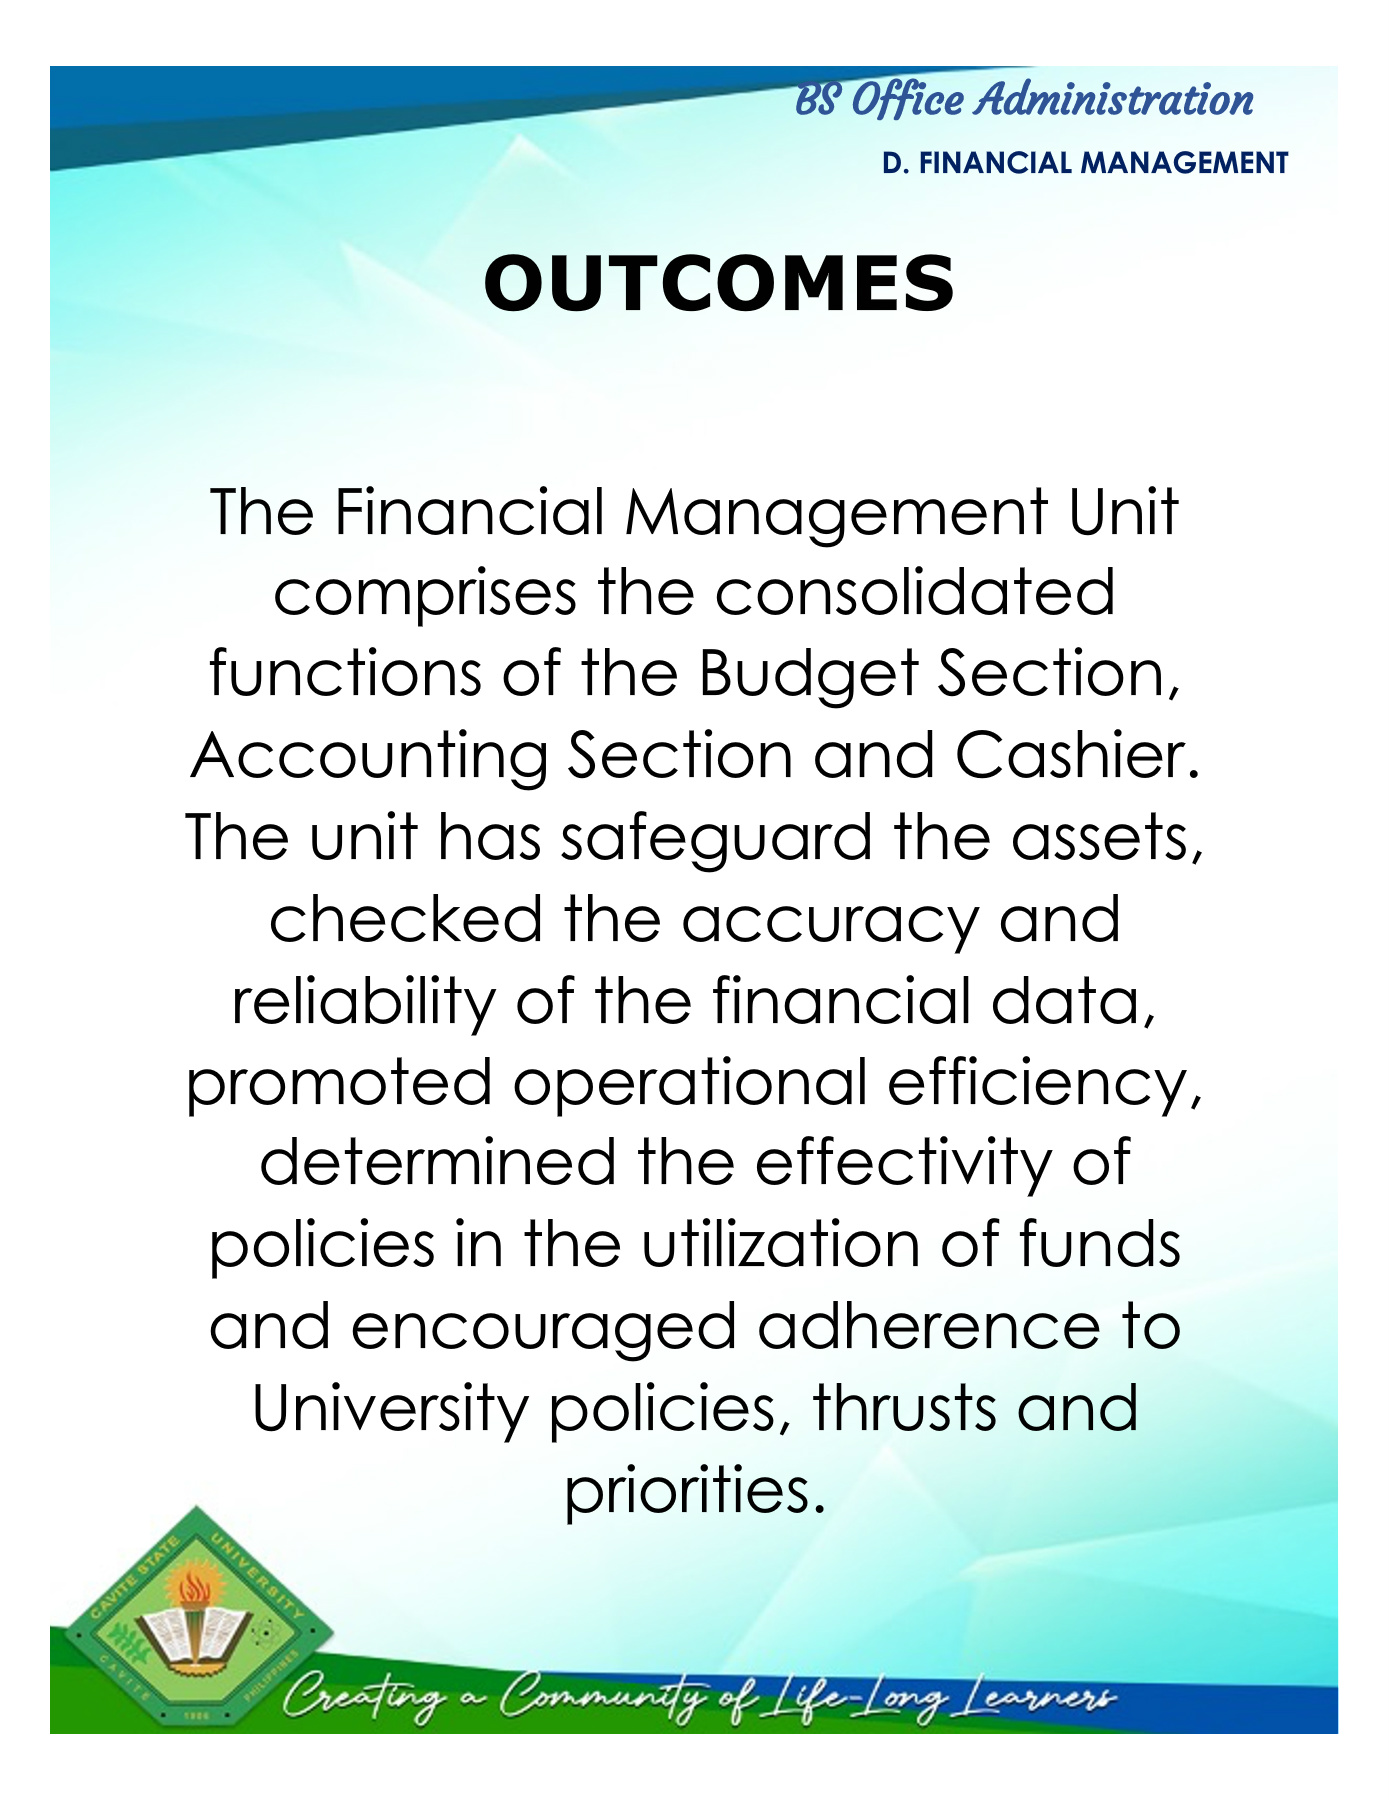 BS Office Administration
D. FINANCIAL MANAGEMENT
OUTCOMES
The Financial Management Unit
comprises the consolidated
functions of the Budget Section,
Accounting Section and Cashier.
The unit has safeguard the assets,
checked the accuracy and
reliability of the financial data,
promoted operational efficiency,
determined the effectivity of
policies in the utilization of funds
and encouraged adherence to
University policies, thrusts and
priorities.
CAVITE STATE UNIVERSITY
CAVITE PHILIPPINES
1906
Creating a Community of Life-Long Learners